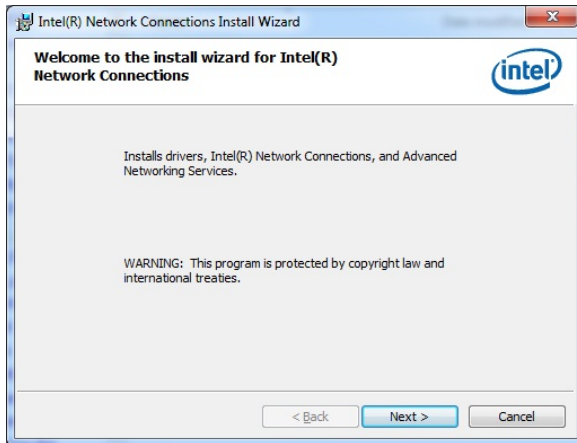 Intel(R) Network Connections Install Wizard
Welcome to the install wizard for Intel(R)
Network Connections
intel
Installs drivers, Intel(R) Network Connections, and Advanced
Networking Services.
WARNING: This program is protected by copyright law and
international treaties.
< Back
Next >
Cancel